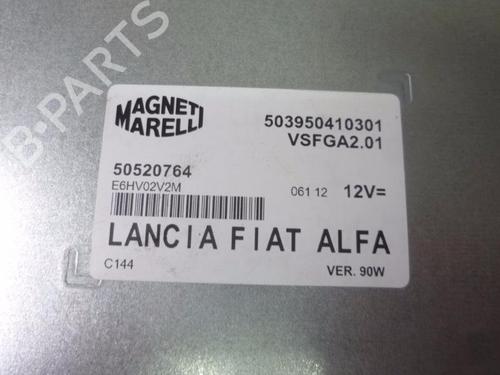 B-PARTS
MAGNETI
MARELLI
503950410301
VSFGA2.01
50520764
E6HV02V2M
061 12 12V=
LANCIA FIAT ALFA
C144
VER. 90W